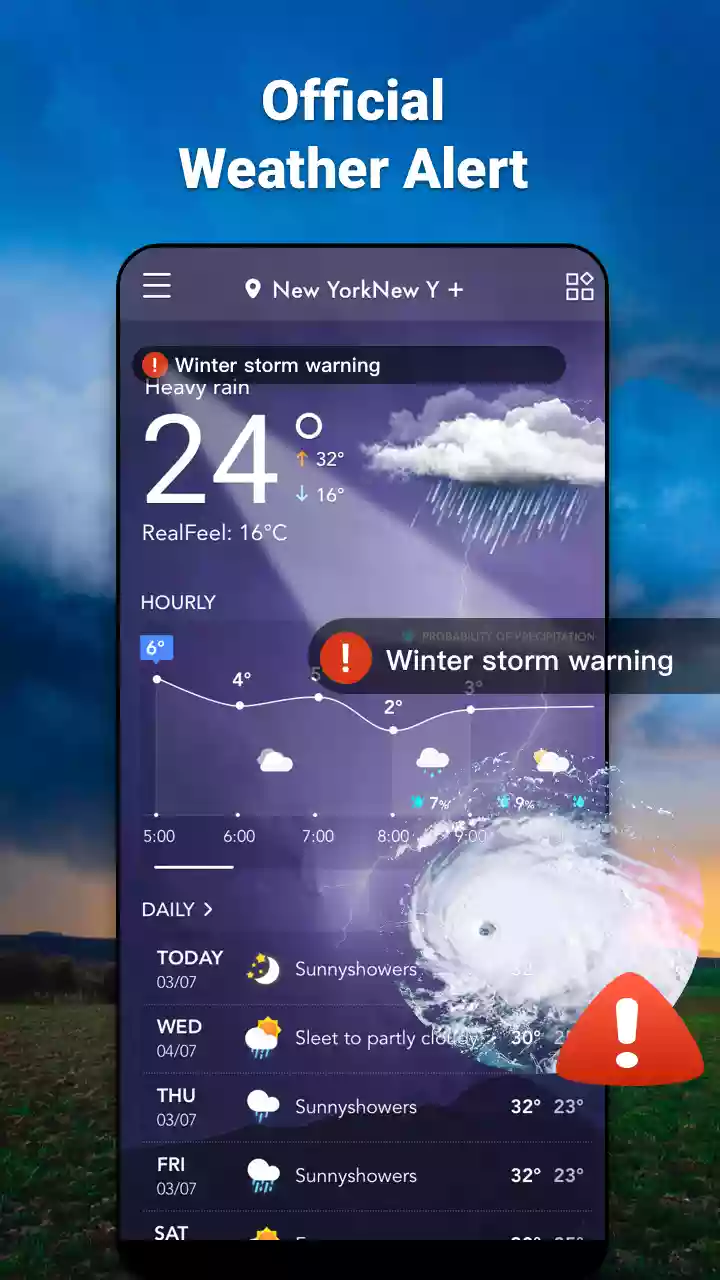 Official
Weather Alert
New YorkNew Y +
! Winter storm warning
Heavy rain
24°
↑ 32°
↓ 16°
RealFeel: 16°C
HOURLY
PROBABILITY OF PRECIPITATION
! Winter storm warning
6°
4°
5
2°
3°
7%
9%
5:00 6:00 7:00 8:00 9:00
DAILY >
TODAY
03/07
Sunnyshowers 32
WED
04/07
Sleet to partly cloudy 30° 2
THU
03/07
Sunnyshowers 32° 23°
FRI
03/07
Sunnyshowers 32° 23°
SAT